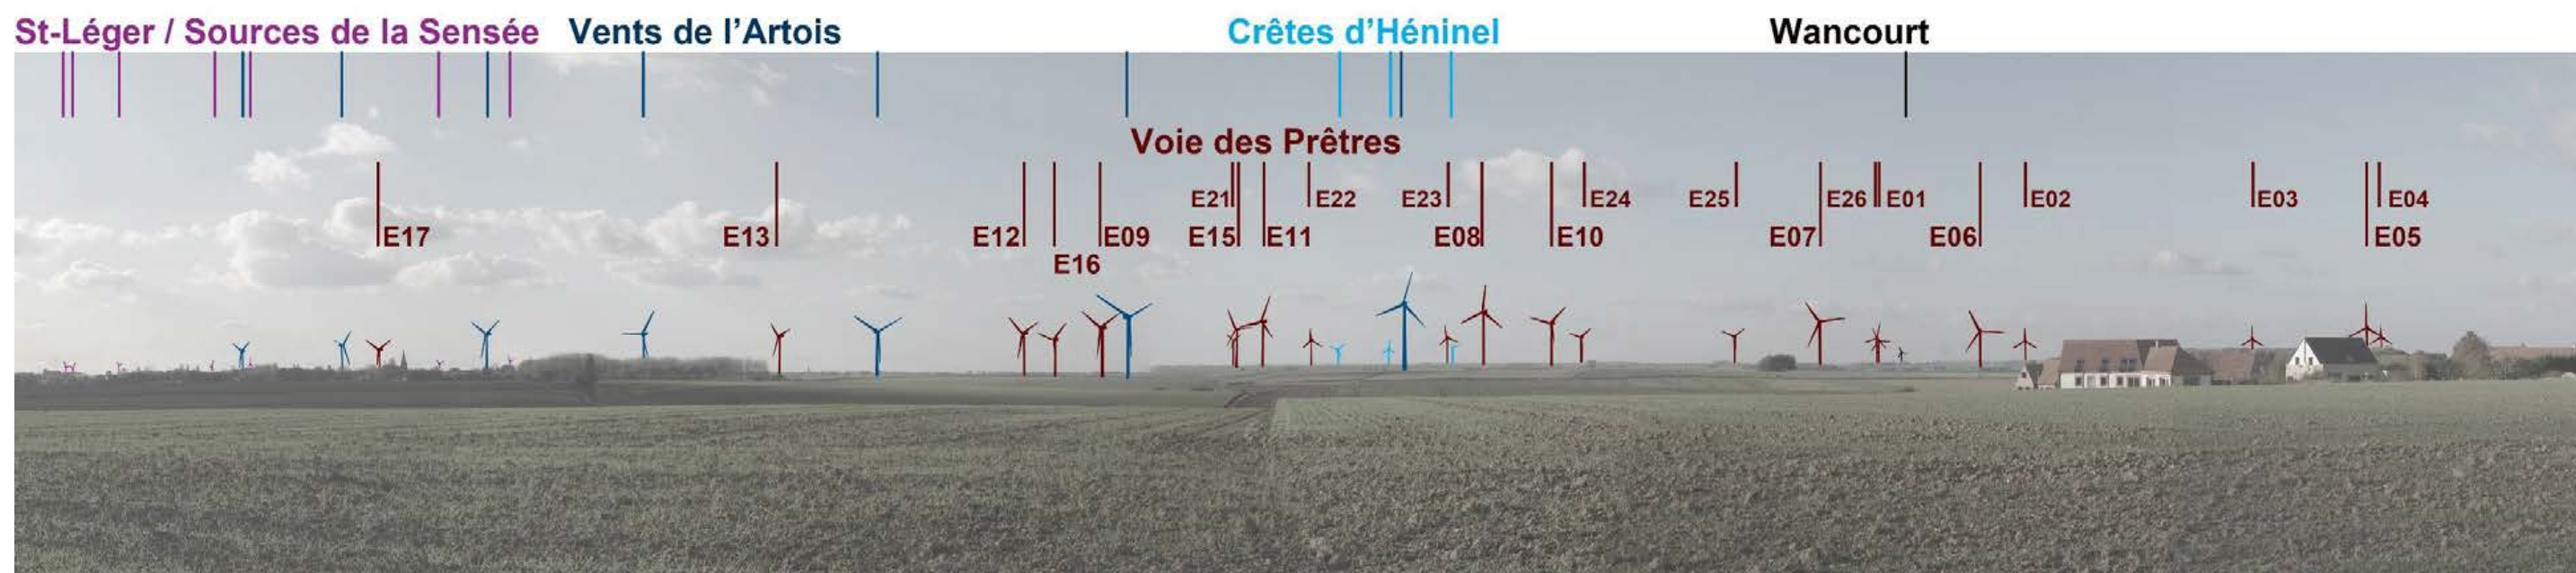 St-Léger / Sources de la Sensée Vents de l'Artois Crêtes d'Héninel Wancourt
Voie des Prêtres
E21 E22 E23 E24 E25 E26 E01 E02 E03 E04
E17 E13 E12 E09 E15 E11 E08 E10 E07 E06 E05
E16